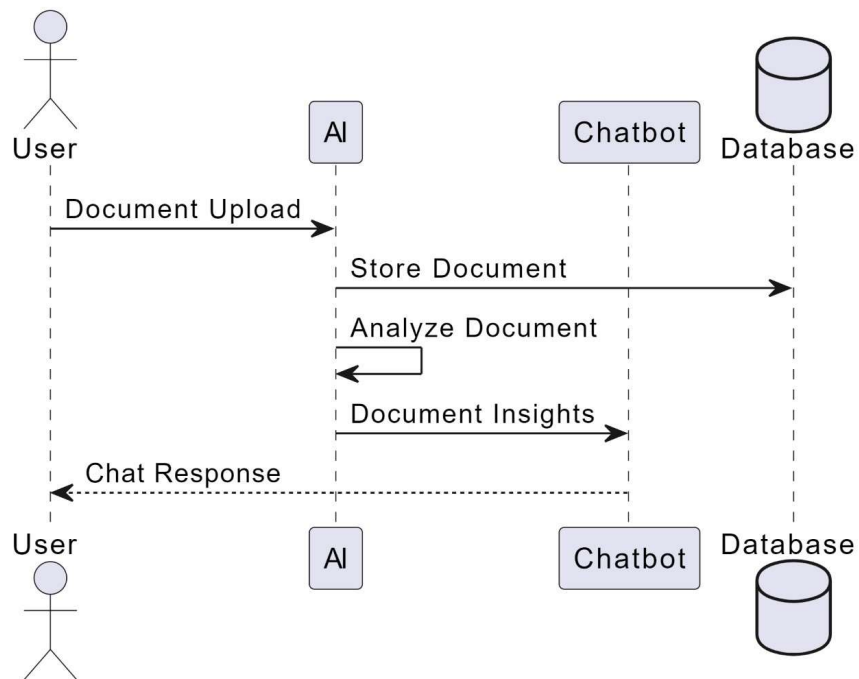 User
AI
Chatbot
Database
Document Upload
Store Document
Analyze Document
Document Insights
Chat Response
User
AI
Chatbot
Database